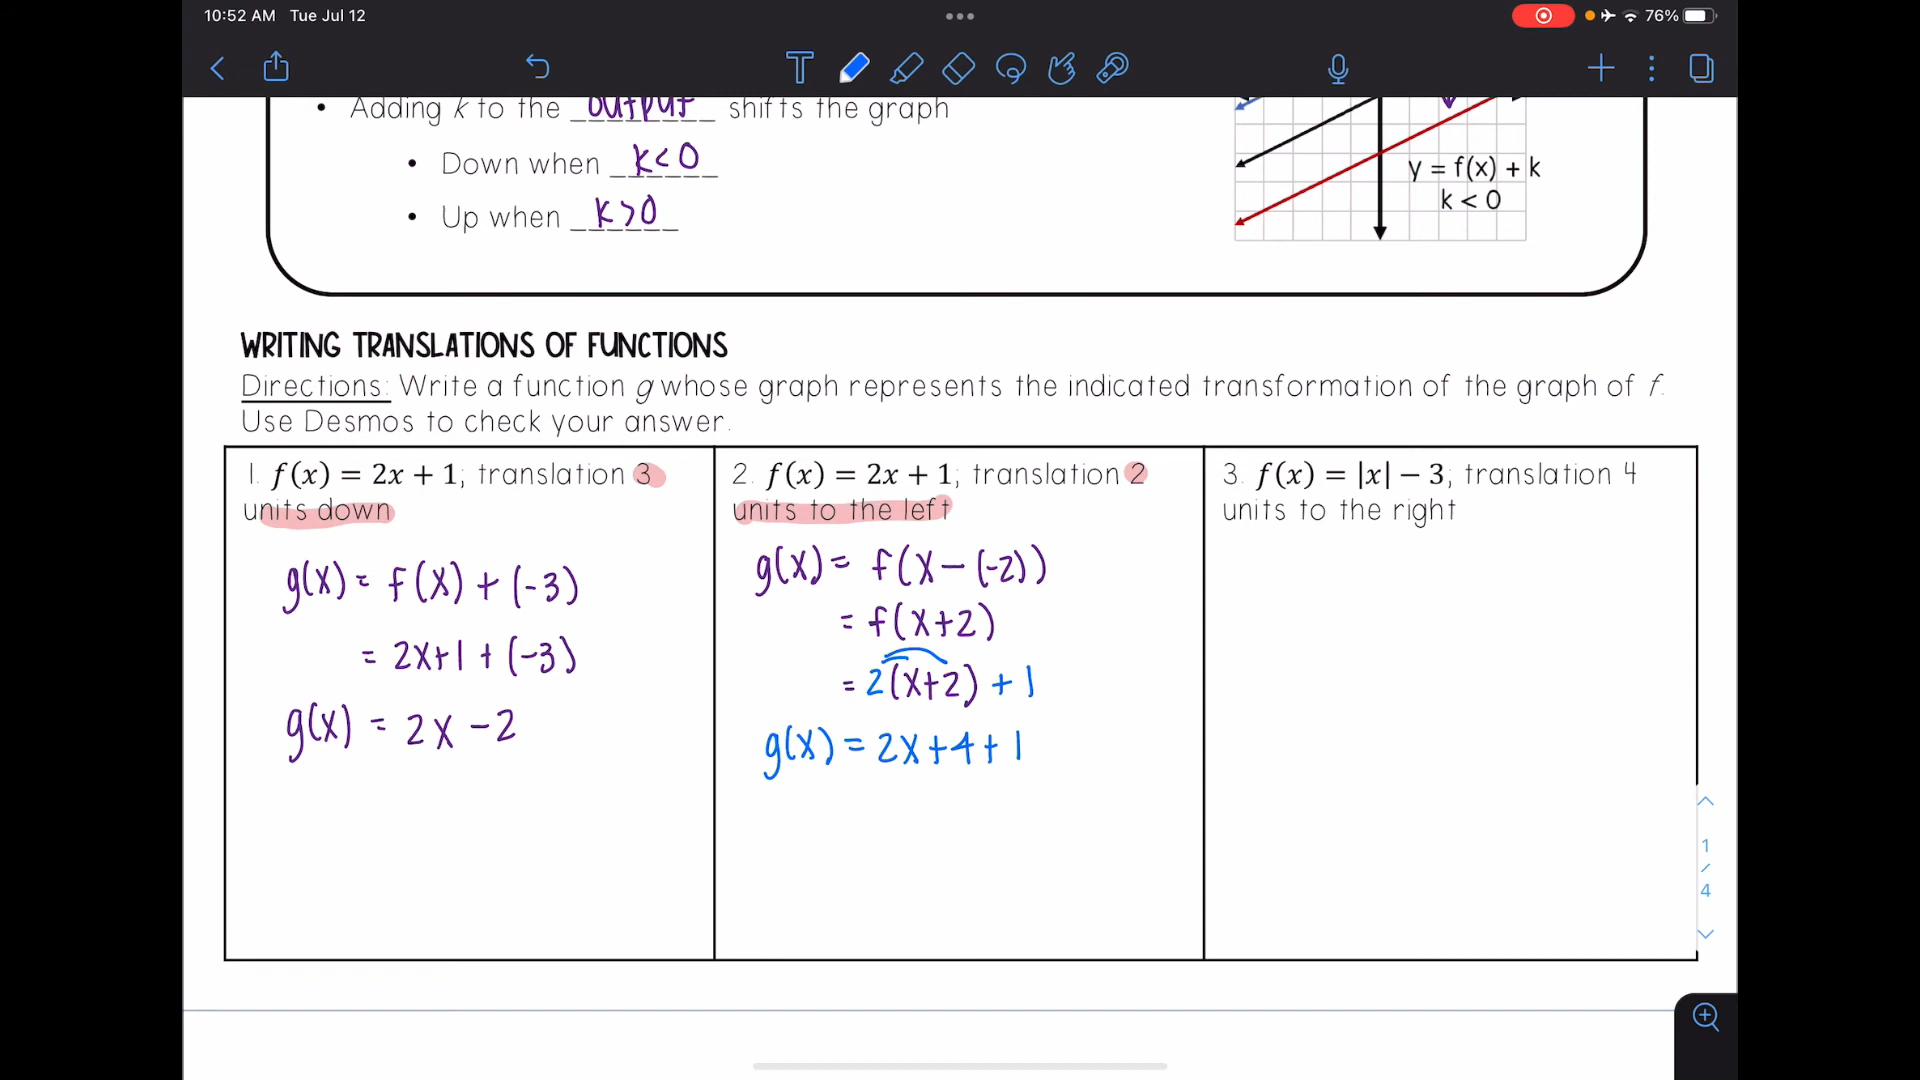 10:52 AM Tue Jul 12
76%
• Adding k to the output shifts the graph
• Down when k<0
• Up when k>0
y = f(x) + k
k < 0
WRITING TRANSLATIONS OF FUNCTIONS
Directions: Write a function g whose graph represents the indicated transformation of the graph of f.
Use Desmos to check your answer.
1. f(x) = 2x + 1; translation 3
units down
g(x) = f(x) + (-3)
= 2x+1 + (-3)
g(x) = 2x - 2
2. f(x) = 2x + 1; translation 2
units to the left
g(x) = f(x - (-2))
= f(x+2)
= 2(x+2) + 1
g(x) = 2x+4+1
3. f(x) = |x| − 3; translation 4
units to the right
1
/
4